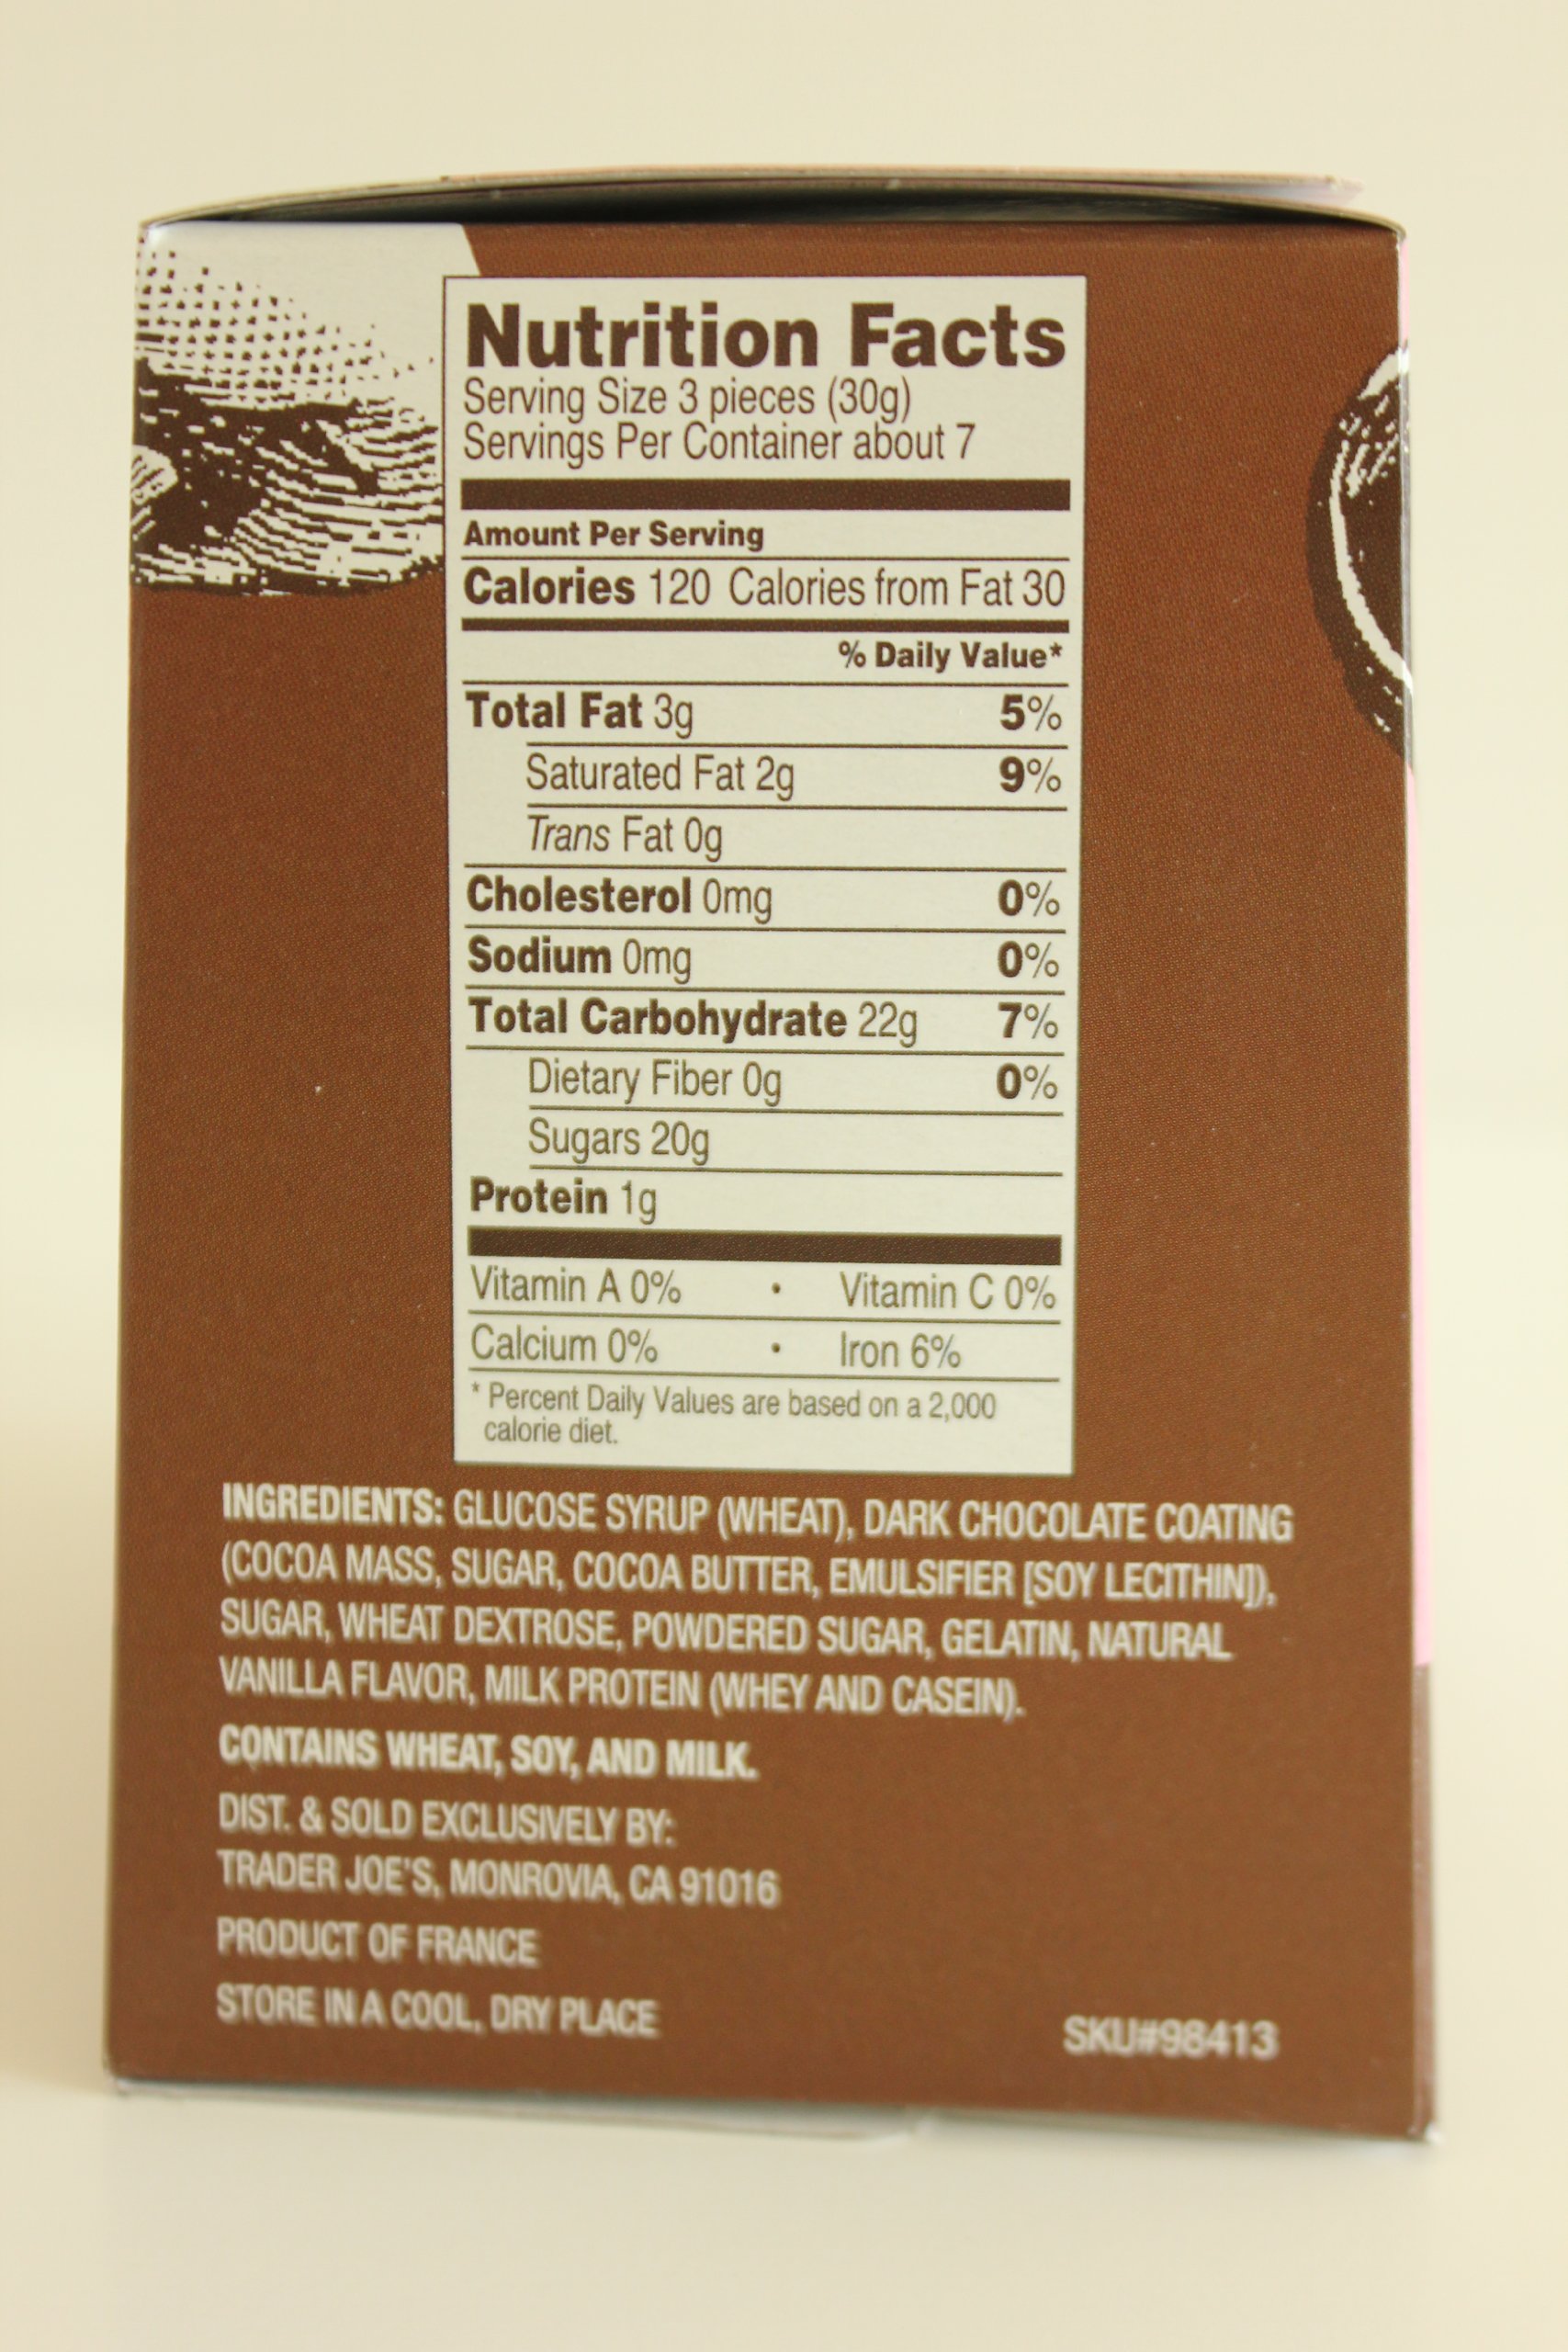 Nutrition Facts
Serving Size 3 pieces (30g)
Servings Per Container about 7
Amount Per Serving
Calories 120 Calories from Fat 30
% Daily Value*
Total Fat 3g 5%
Saturated Fat 2g 9%
Trans Fat 0g
Cholesterol 0mg 0%
Sodium 0mg 0%
Total Carbohydrate 22g 7%
Dietary Fiber 0g 0%
Sugars 20g
Protein 1g
Vitamin A 0% • Vitamin C 0%
Calcium 0% • Iron 6%
* Percent Daily Values are based on a 2,000
calorie diet.
INGREDIENTS: GLUCOSE SYRUP (WHEAT), DARK CHOCOLATE COATING
(COCOA MASS, SUGAR, COCOA BUTTER, EMULSIFIER [SOY LECITHIN]),
SUGAR, WHEAT DEXTROSE, POWDERED SUGAR, GELATIN, NATURAL
VANILLA FLAVOR, MILK PROTEIN (WHEY AND CASEIN).
CONTAINS WHEAT, SOY, AND MILK.
DIST. & SOLD EXCLUSIVELY BY:
TRADER JOE'S, MONROVIA, CA 91016
PRODUCT OF FRANCE
STORE IN A COOL, DRY PLACE
SKU#98413